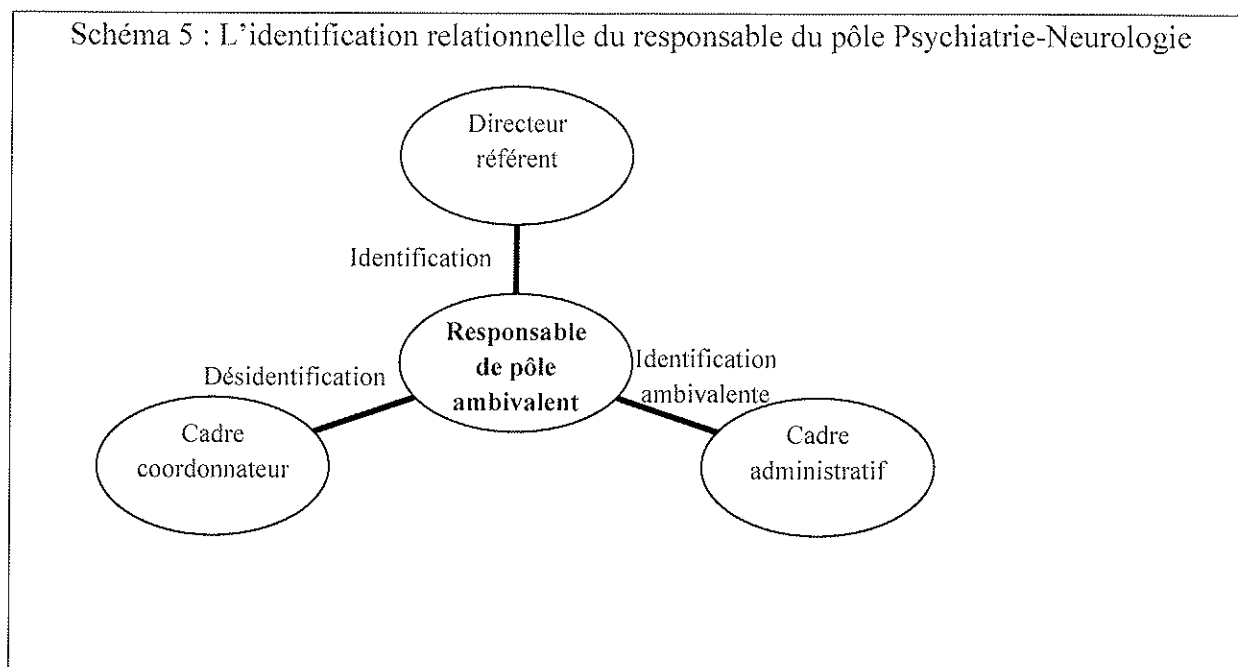 Schéma 5 : L'identification relationnelle du responsable du pôle Psychiatrie-Neurologie
Directeur
référent
Identification
Responsable
de pôle
ambivalent
Identification
ambivalente
Désidentification
Cadre
coordonnateur
Cadre
administratif